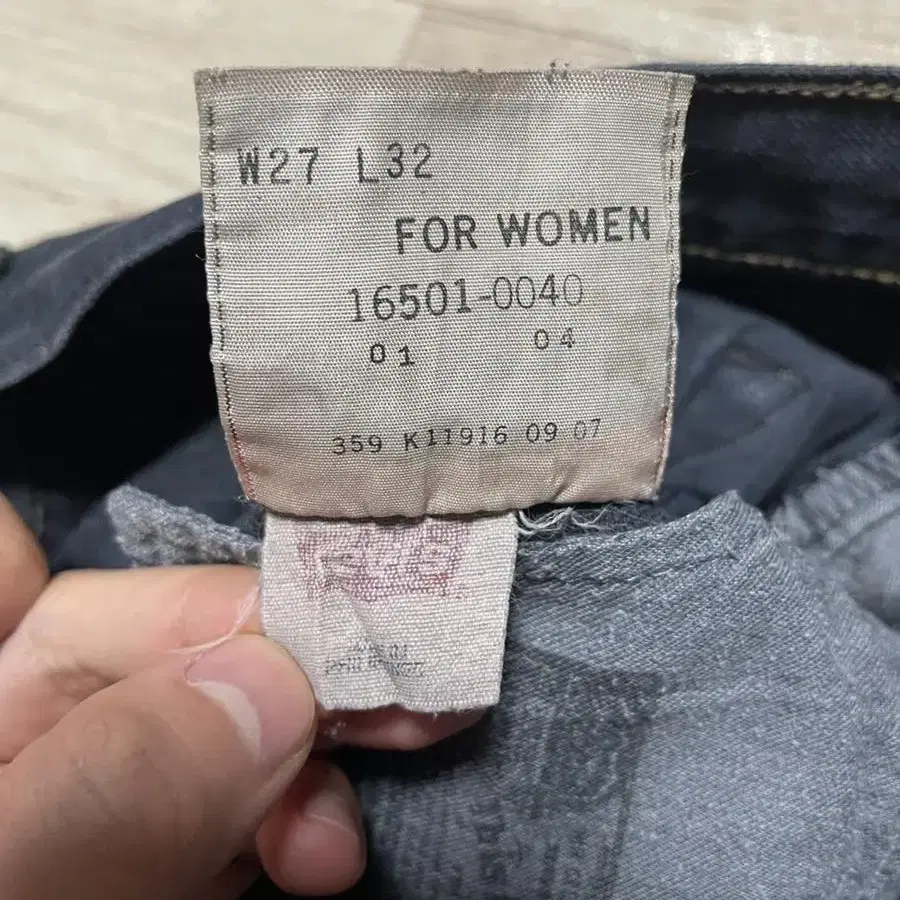 W27 L32
FOR WOMEN
16501-0040
01 04
359 K11916 09 07